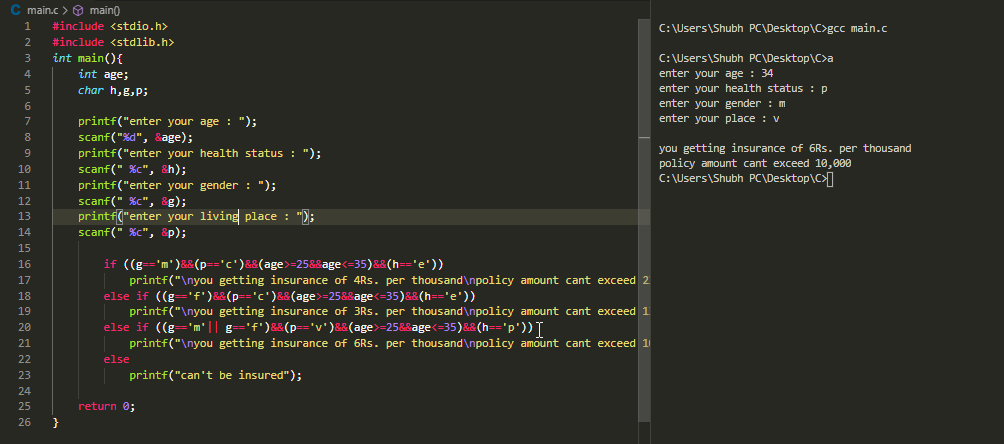 main.c > main()
1 #include <stdio.h>
2 #include <stdlib.h>
3 int main(){
4 int age;
5 char h,g,p;
6
7 printf("enter your age : ");
8 scanf("%d", &age);
9 printf("enter your health status : ");
10 scanf(" %c", &h);
11 printf("enter your gender : ");
12 scanf(" %c", &g);
13 printf("enter your living place : ");
14 scanf(" %c", &p);
15
16 if ((g=='m')&&(p=='c')&&(age>=25&&age<=35)&&(h=='e'))
17 printf("\nyou getting insurance of 4Rs. per thousand\npolicy amount cant exceed 2
18 else if ((g=='f')&&(p=='c')&&(age>=25&&age<=35)&&(h=='e'))
19 printf("\nyou getting insurance of 3Rs. per thousand\npolicy amount cant exceed 1
20 else if ((g=='m'|| g=='f')&&(p=='v')&&(age>=25&&age<=35)&&(h=='p'))
21 printf("\nyou getting insurance of 6Rs. per thousand\npolicy amount cant exceed 10
22 else
23 printf("can't be insured");
24
25 return 0;
26 }
C:\Users\Shubh PC\Desktop\C>gcc main.c
C:\Users\Shubh PC\Desktop\C>a
enter your age : 34
enter your health status : p
enter your gender : m
enter your place : v
you getting insurance of 6Rs. per thousand
policy amount cant exceed 10,000
C:\Users\Shubh PC\Desktop\C>